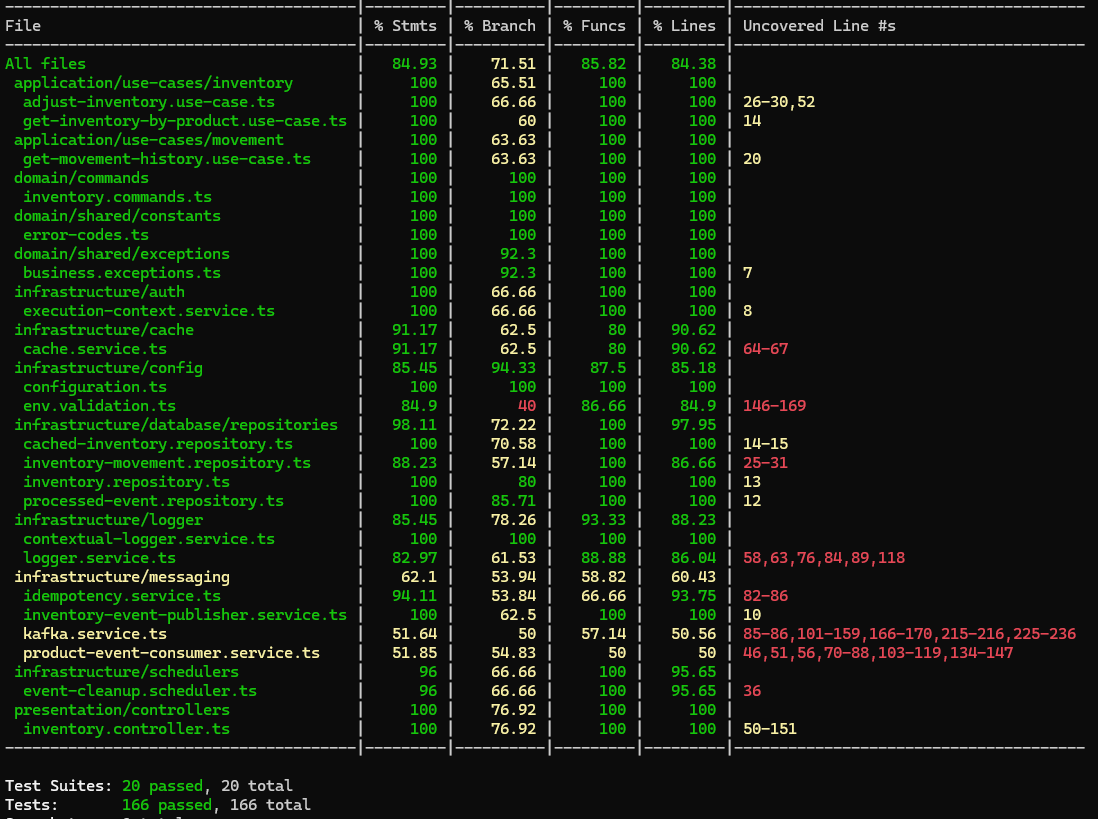 File | % Stmts | % Branch | % Funcs | % Lines | Uncovered Line #s
All files | 84.93 | 71.51 | 85.82 | 84.38 |
application/use-cases/inventory | 100 | 65.51 | 100 | 100 |
adjust-inventory.use-case.ts | 100 | 66.66 | 100 | 100 | 26-30,52
get-inventory-by-product.use-case.ts | 100 | 60 | 100 | 100 | 14
application/use-cases/movement | 100 | 63.63 | 100 | 100 |
get-movement-history.use-case.ts | 100 | 63.63 | 100 | 100 | 20
domain/commands | 100 | 100 | 100 | 100 |
inventory.commands.ts | 100 | 100 | 100 | 100 |
domain/shared/constants | 100 | 100 | 100 | 100 |
error-codes.ts | 100 | 100 | 100 | 100 |
domain/shared/exceptions | 100 | 92.3 | 100 | 100 |
business.exceptions.ts | 100 | 92.3 | 100 | 100 | 7
infrastructure/auth | 100 | 66.66 | 100 | 100 |
execution-context.service.ts | 100 | 66.66 | 100 | 100 | 8
infrastructure/cache | 91.17 | 62.5 | 80 | 90.62 |
cache.service.ts | 91.17 | 62.5 | 80 | 90.62 | 64-67
infrastructure/config | 85.45 | 94.33 | 87.5 | 85.18 |
configuration.ts | 100 | 100 | 100 | 100 |
env.validation.ts | 84.9 | 40 | 86.66 | 84.9 | 146-169
infrastructure/database/repositories | 98.11 | 72.22 | 100 | 97.95 |
cached-inventory.repository.ts | 100 | 70.58 | 100 | 100 | 14-15
inventory-movement.repository.ts | 88.23 | 57.14 | 100 | 86.66 | 25-31
inventory.repository.ts | 100 | 80 | 100 | 100 | 13
processed-event.repository.ts | 100 | 85.71 | 100 | 100 | 12
infrastructure/logger | 85.45 | 78.26 | 93.33 | 88.23 |
contextual-logger.service.ts | 100 | 100 | 100 | 100 |
logger.service.ts | 82.97 | 61.53 | 88.88 | 86.04 | 58,63,76,84,89,118
infrastructure/messaging | 62.1 | 53.94 | 58.82 | 60.43 |
idempotency.service.ts | 94.11 | 53.84 | 66.66 | 93.75 | 82-86
inventory-event-publisher.service.ts | 100 | 62.5 | 100 | 100 | 10
kafka.service.ts | 51.64 | 50 | 57.14 | 50.56 | 85-86,101-159,166-170,215-216,225-236
product-event-consumer.service.ts | 51.85 | 54.83 | 50 | 50 | 46,51,56,70-88,103-119,134-147
infrastructure/schedulers | 96 | 66.66 | 100 | 95.65 |
event-cleanup.scheduler.ts | 96 | 66.66 | 100 | 95.65 | 36
presentation/controllers | 100 | 76.92 | 100 | 100 |
inventory.controller.ts | 100 | 76.92 | 100 | 100 | 50-151
Test Suites: 20 passed, 20 total
Tests: 166 passed, 166 total